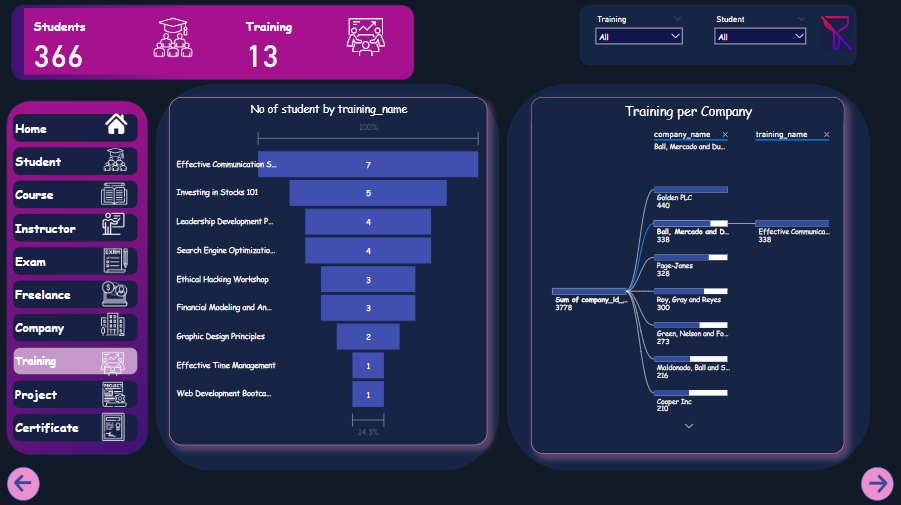 Students
366
Training
13
Training
All
Student
All
Home
Student
Course
Instructor
Exam
EXAM
Freelance
Company
Training
Project
PROJECT
Certificate
No of student by training_name
100%
Effective Communication S...
7
Investing in Stocks 101
5
Leadership Development P...
4
Search Engine Optimizatio...
4
Ethical Hacking Workshop
3
Financial Modeling and An...
3
Graphic Design Principles
2
Effective Time Management
1
Web Development Bootca...
1
14.3%
Training per Company
company_name
training_name
Ball, Mercado and Du...
Sum of company_id_...
3778
Golden PLC
440
Ball, Mercado and D...
338
Effective Communica...
338
Page-Jones
328
Roy, Gray and Reyes
300
Green, Nelson and Fo...
273
Maldonado, Ball and S...
216
Cooper Inc
210